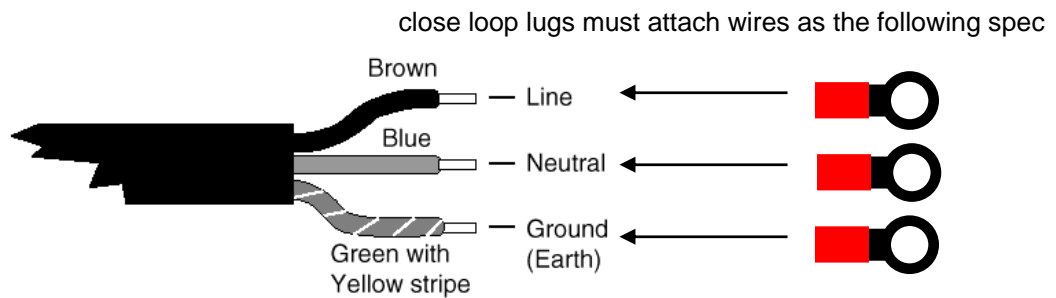 close loop lugs must attach wires as the following spec
Brown
Line
Blue
Neutral
Ground
(Earth)
Green with
Yellow stripe